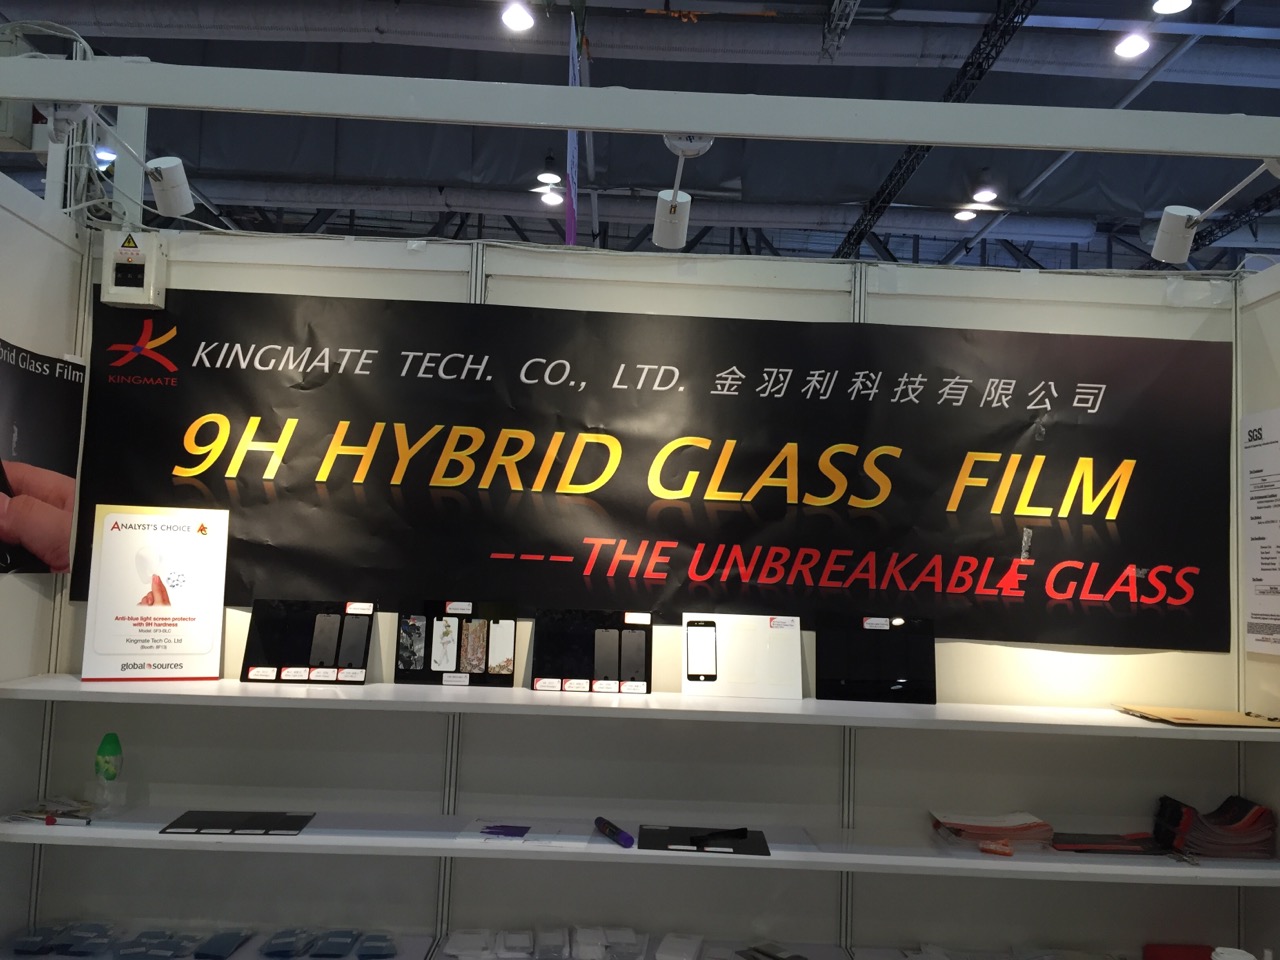 brid Glass Film
KINGMATE
KINGMATE TECH. CO., LTD. 金羽利科技有限公司
9H HYBRID GLASS FILM
---THE UNBREAKABLE GLASS
ANALYST'S CHOICE
Anti-blue light screen protector
with 9H hardness
Kingmate Tech Co. Ltd
global sources
SGS